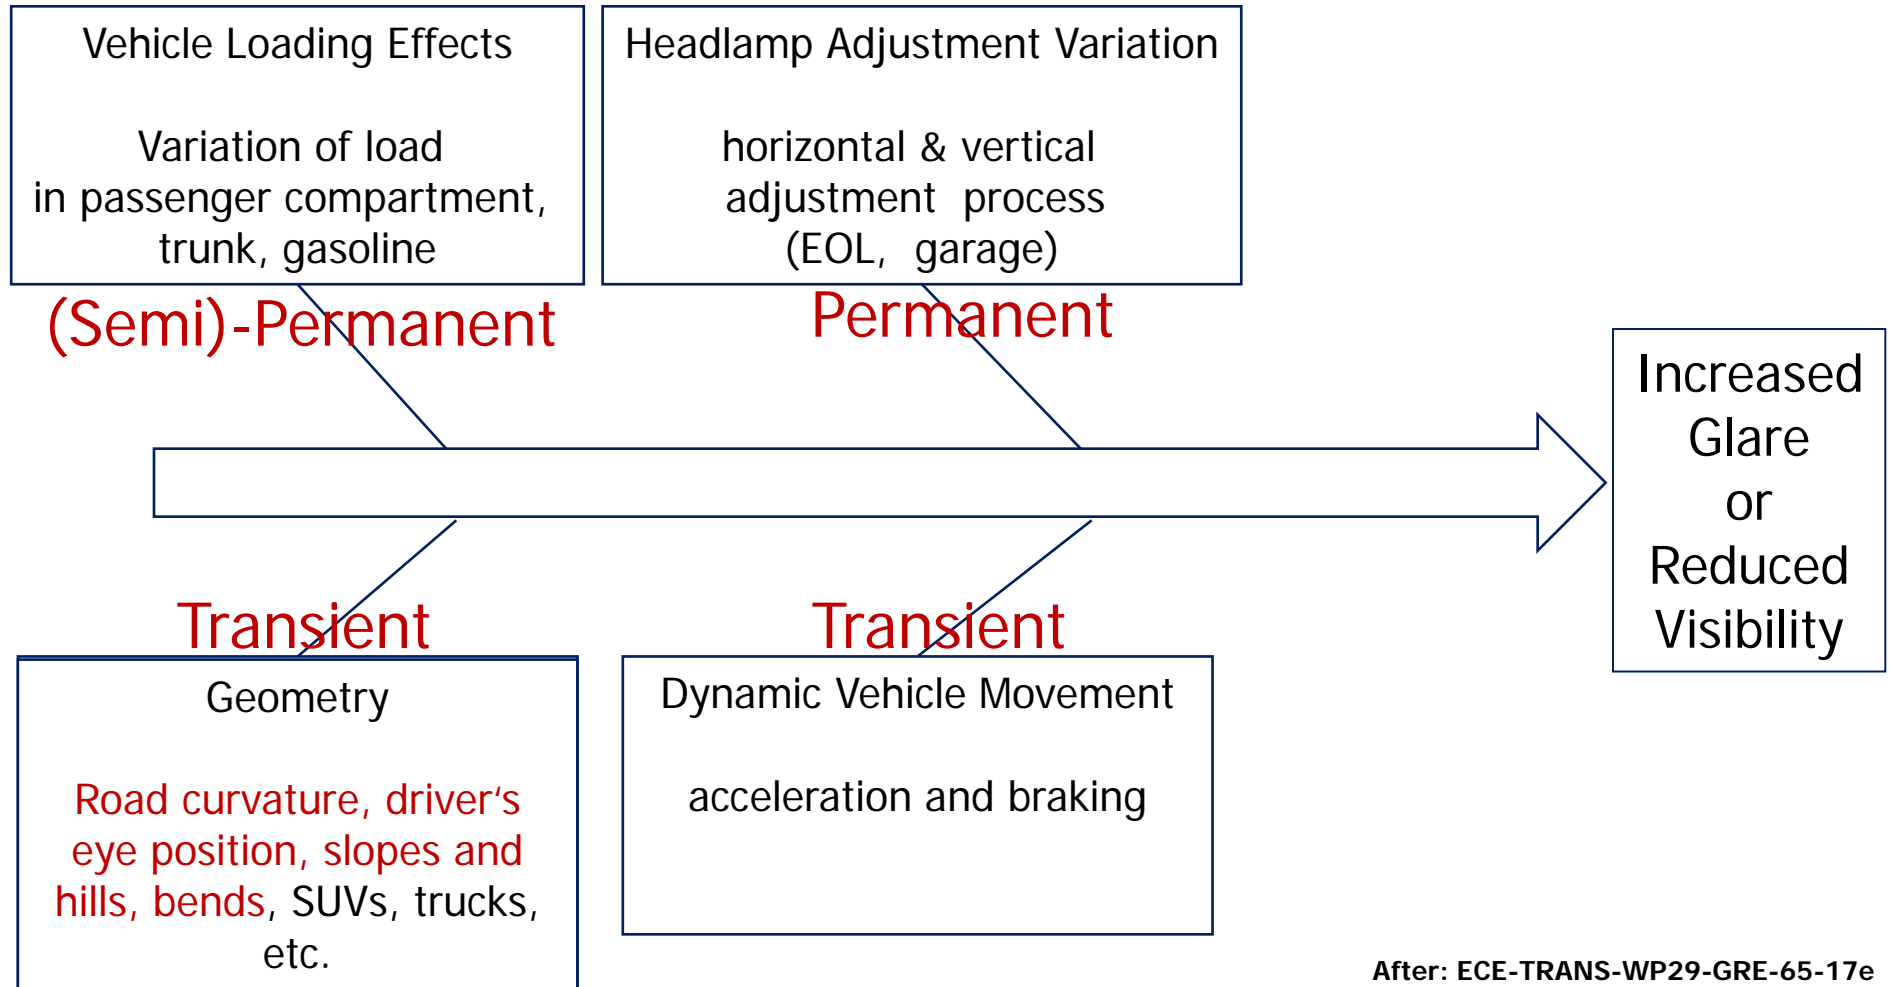 Vehicle Loading Effects
Variation of load
in passenger compartment,
trunk, gasoline
(Semi)-Permanent
Headlamp Adjustment Variation
horizontal & vertical
adjustment process
(EOL, garage)
Permanent
Increased
Glare
or
Reduced
Visibility
Transient
Geometry
Road curvature, driver‘s
eye position, slopes and
hills, bends, SUVs, trucks,
etc.
Transient
Dynamic Vehicle Movement
acceleration and braking
After: ECE-TRANS-WP29-GRE-65-17e